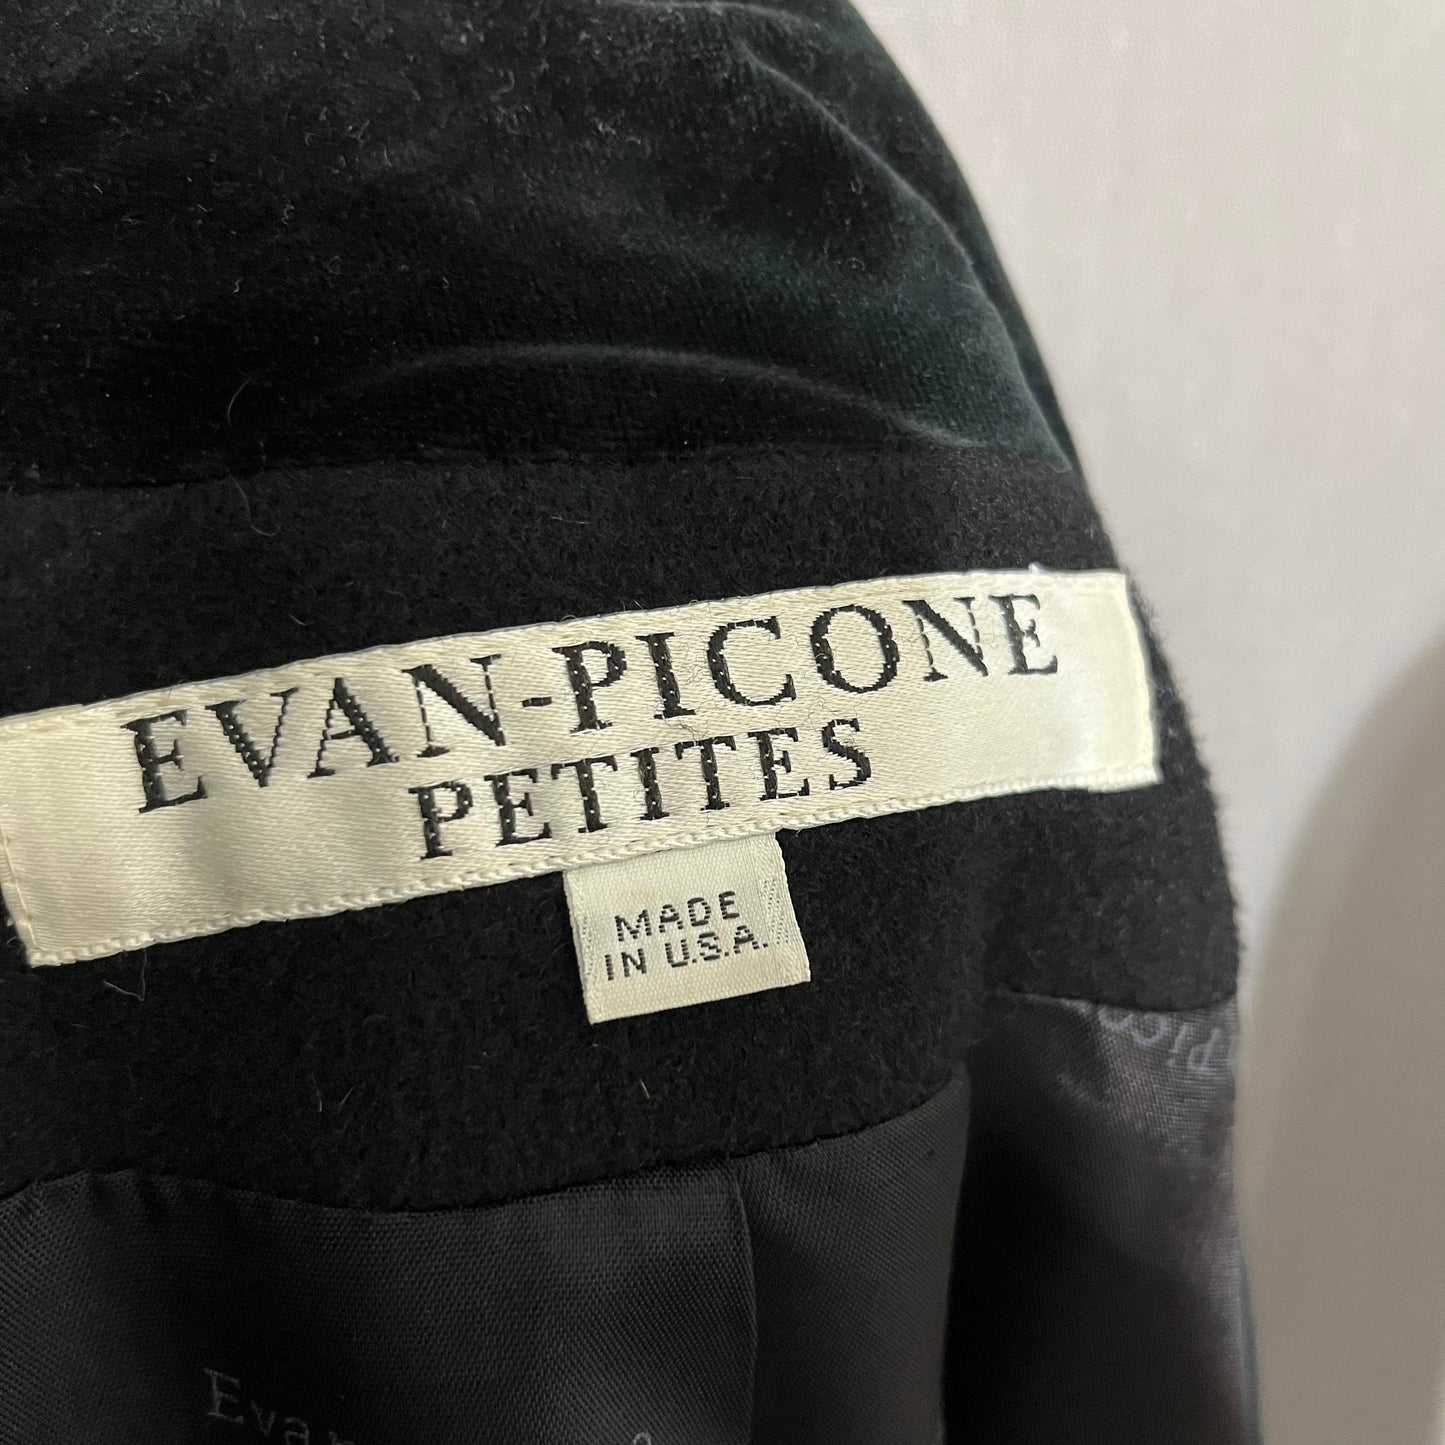 EVAN-PICONE
PETITES
MADE
IN U.S.A.